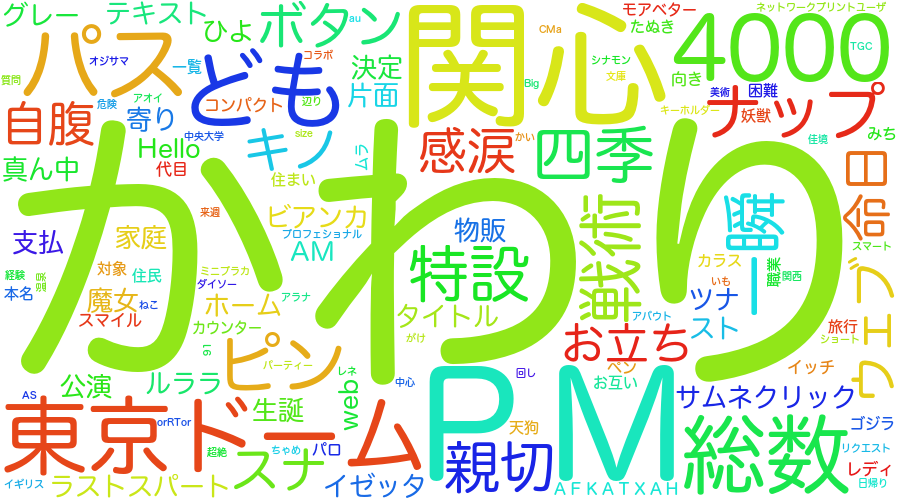 グレー
テキスト
ひよ
ボタン
au
関心
CMa
モアベター
たぬき
ネットワークプリントユーザ
4000
TGC
パス
オジサマ
質問
一覧
ども
コラボ
決定
片面
Big
シナモン
文庫
向き
美術
困難
キーホルダー
ナップ
妖獣
みち
自腹
危険
アオイ
寄り
コンパクト
辺り
中央大学
Hello
代目
キノ
size
ムラ
感涙
かい
四季
佳境
真ん中
住まい
かわり
命日
支払
家庭
来週
ビアンカ
プロフェショナル
AM
物販
戦術
一瞬
スマート
カラス
経験
温泉
対象
住民
ミニブラカ
ダイソー
特設
職業
関西
本名
魔女
ねこ
ホーム
アラナ
タイトル
いも
ツナ
ウェブ
スマイル
カウンター
がけ
アバウト
スト
旅行
ショート
16
ピン
パーティー
レネ
お立ち
ペン
イッチ
公演
ルララ
web
中心
PM
回し
お互い
AS
東京ドーム
orRTor
生誕
天狗
サムネクリック
ゴジラ
超絶
ちゃめ
パロ
親切
総数
リクエスト
レディ
イギリス
ラストスパート
スナ
イゼッタ
AFKATXAH
日帰り